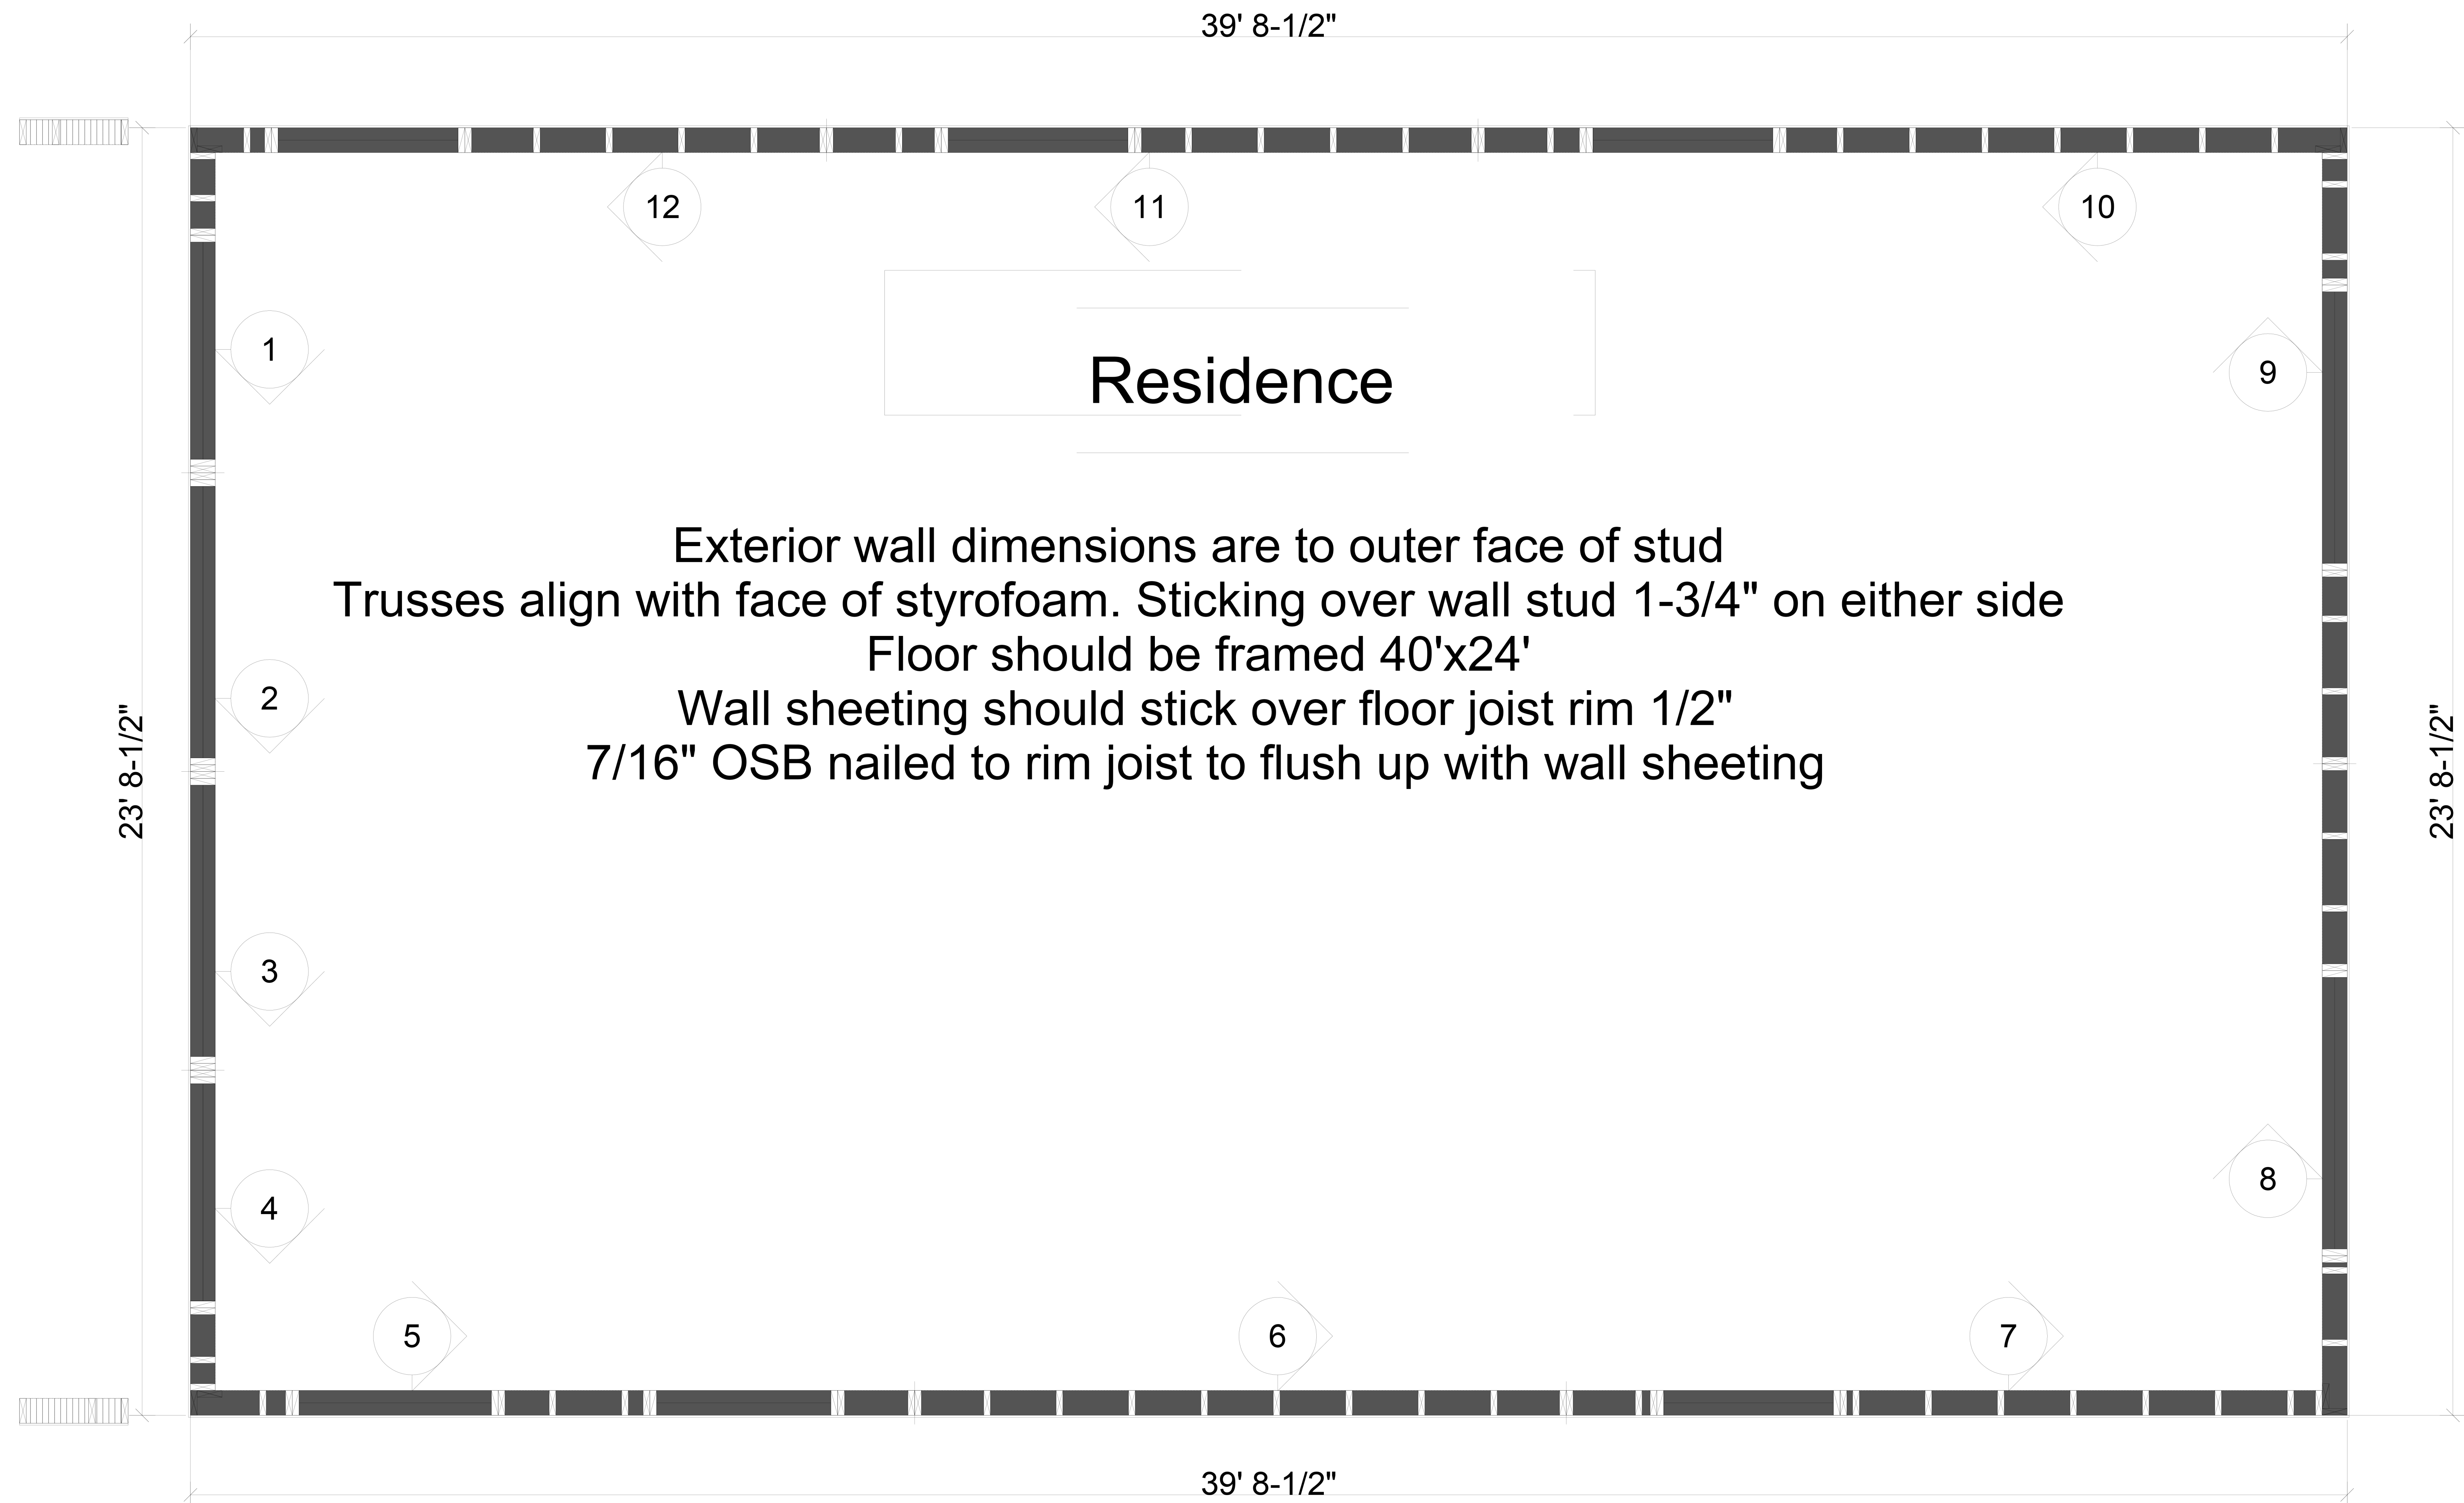 39' 8-1/2"
12
11
10
1
9
Residence
Exterior wall dimensions are to outer face of stud
Trusses align with face of styrofoam. Sticking over wall stud 1-3/4" on either side
Floor should be framed 40'x24'
Wall sheeting should stick over floor joist rim 1/2"
7/16" OSB nailed to rim joist to flush up with wall sheeting
2
23' 8-1/2"
23' 8-1/2"
3
4
8
5
6
7
39' 8-1/2"